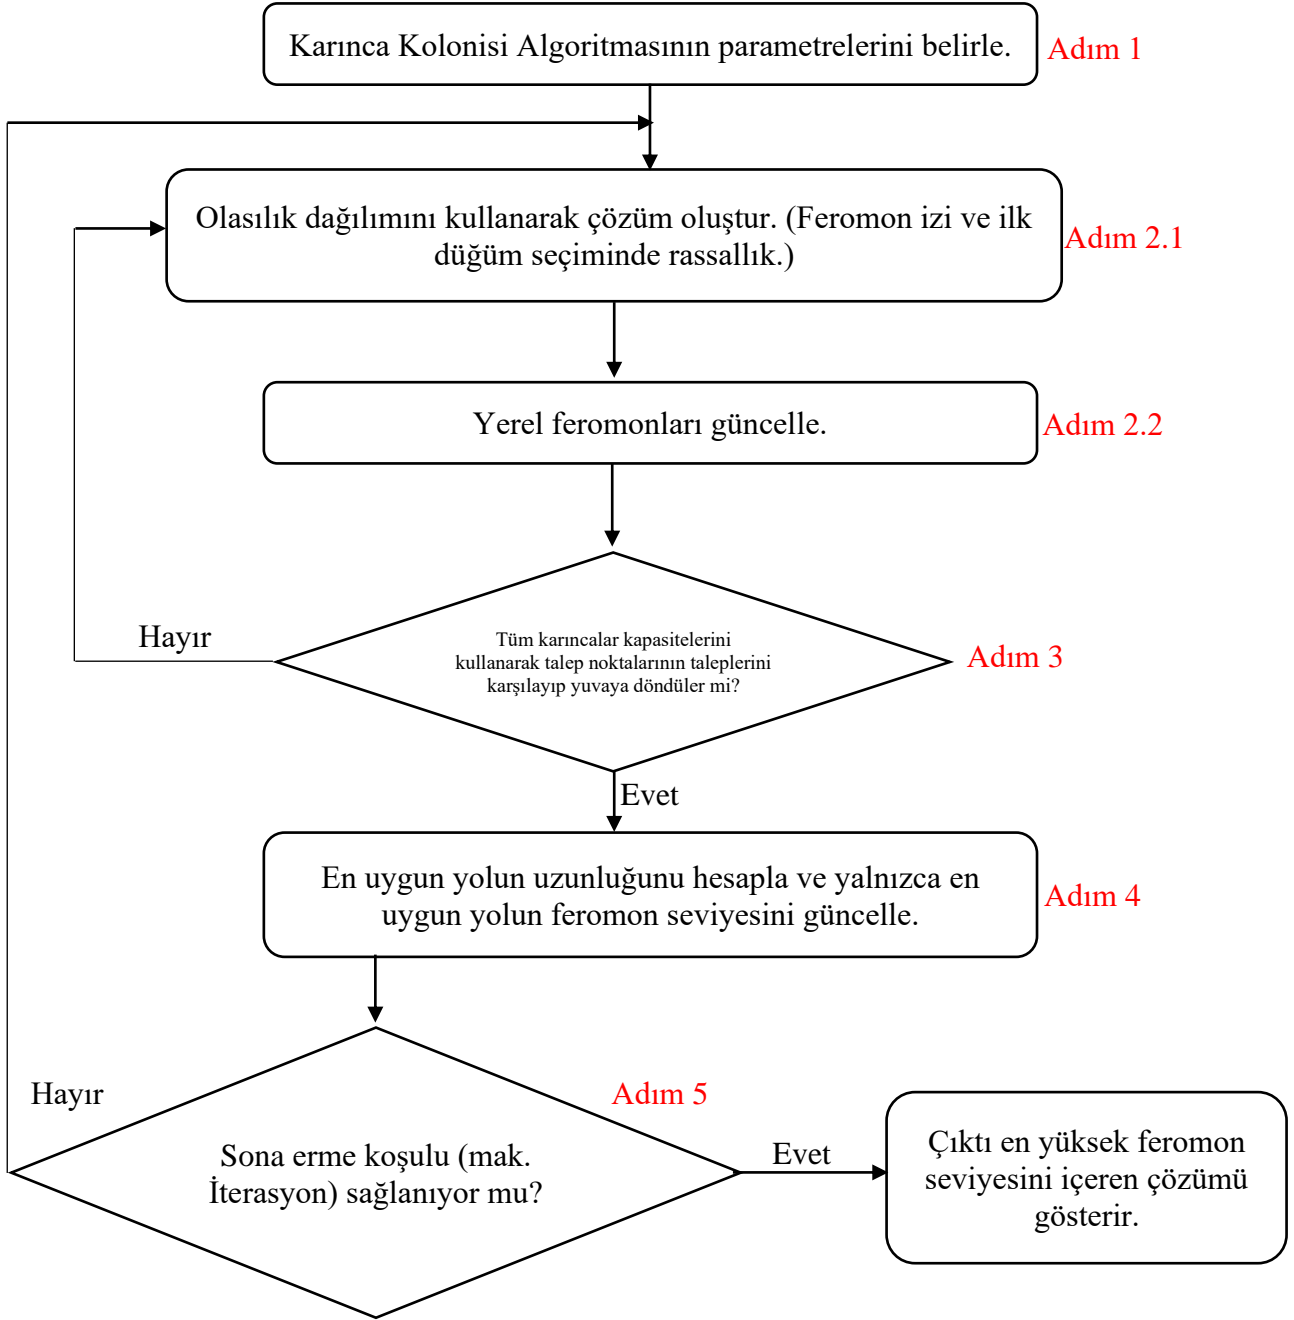 Karınca Kolonisi Algoritmasının parametrelerini belirle.
Adım 1
Olasılık dağılımını kullanarak çözüm oluştur. (Feromon izi ve ilk
düğüm seçiminde rassallık.)
Adım 2.1
Yerel feromonları güncelle.
Adım 2.2
Hayır
Tüm karıncalar kapasitelerini
kullanarak talep noktalarının taleplerini
karşılayıp yuvaya döndüler mi?
Adım 3
Evet
En uygun yolun uzunluğunu hesapla ve yalnızca en
uygun yolun feromon seviyesini güncelle.
Adım 4
Hayır
Adım 5
Sona erme koşulu (mak.
İterasyon) sağlanıyor mu?
Evet
Çıktı en yüksek feromon
seviyesini içeren çözümü
gösterir.